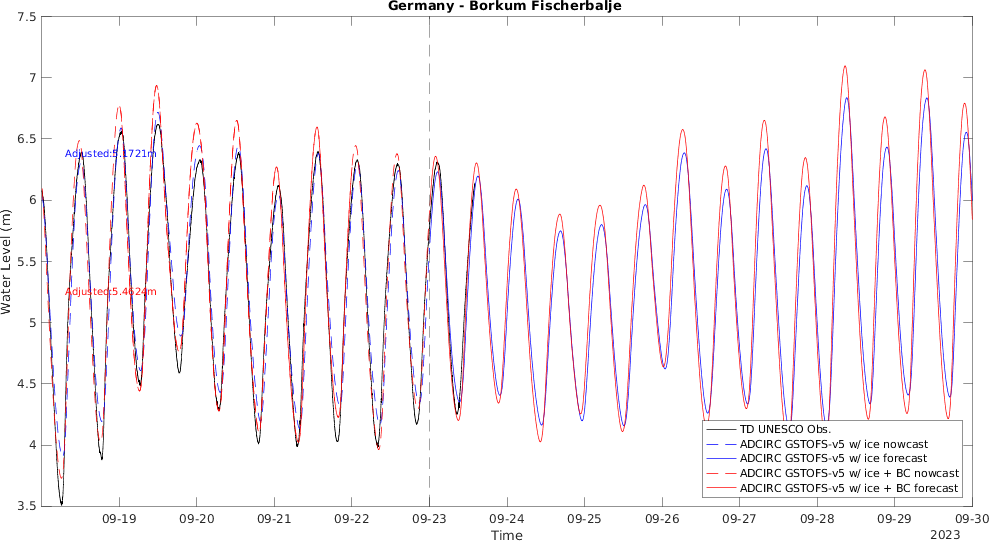 Germany - Borkum Fischerbalje
7.5
7
6.5
6
5.5
5
4.5
4
3.5
Water Level (m)
Adjusted:5.1721m
Adjusted:5.4624m
TD UNESCO Obs.
ADCIRC GSTOFS-v5 w/ ice nowcast
ADCIRC GSTOFS-v5 w/ ice forecast
ADCIRC GSTOFS-v5 w/ ice + BC nowcast
ADCIRC GSTOFS-v5 w/ ice + BC forecast
09-19 09-20 09-21 09-22 09-23 09-24 09-25 09-26 09-27 09-28 09-29 09-30
Time
2023